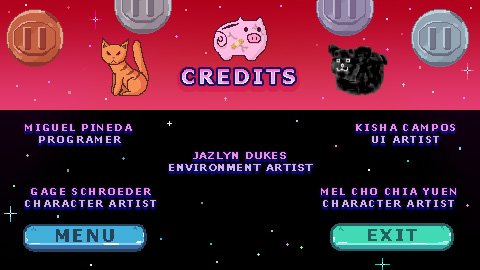 CREDITS
MIGUEL PINEDA
PROGRAMER
KISHA CAMPOS
UI ARTIST
JAZLYN DUKES
ENVIRONMENT ARTIST
GAGE SCHROEDER
CHARACTER ARTIST
MEL CHO CHIA YUEN
CHARACTER ARTIST
MENU
EXIT